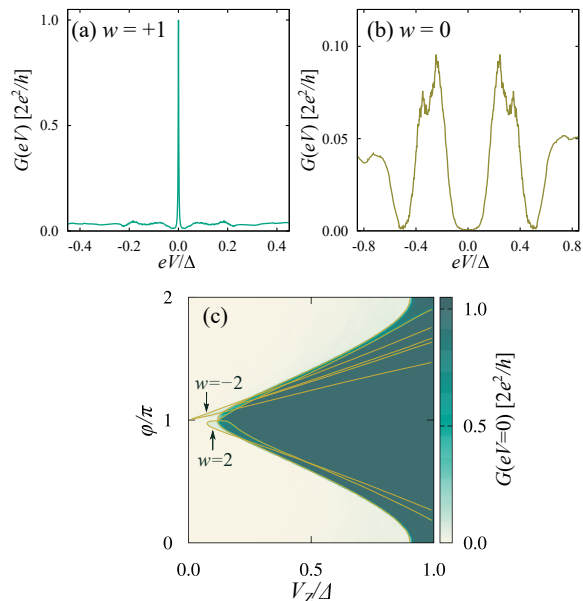 (a) w = +1
G(eV) [2e²/h]
1.0
0.5
0.0
-0.4 -0.2 0.0 0.2 0.4
eV/Δ
(b) w = 0
G(eV) [2e²/h]
0.10
0.05
0.00
-0.8 -0.4 0.0 0.4 0.8
eV/Δ
(c)
φ/π
2
1
0
w=−2
w=2
0.0 0.5 1.0
V_Z/Δ
1.0
0.5
0.0
G(eV=0) [2e²/h]